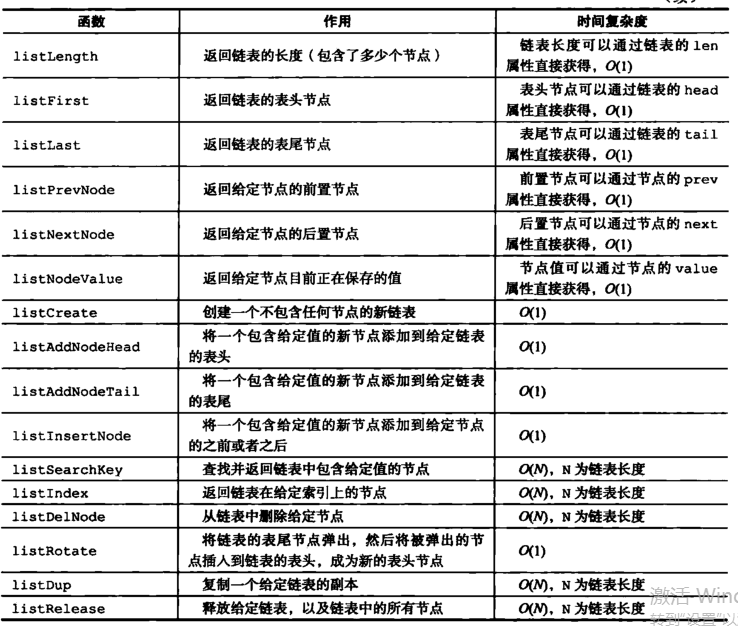 函数 作用 时间复杂度
listLength 返回链表的长度(包含了多少个节点) 链表长度可以通过链表的 len
属性直接获得,O(1)
listFirst 返回链表的表头节点 表头节点可以通过链表的 head
属性直接获得,O(1)
listLast 返回链表的表尾节点 表尾节点可以通过链表的 tail
属性直接获得,O(1)
listPrevNode 返回给定节点的前置节点 前置节点可以通过节点的 prev
属性直接获得,O(1)
listNextNode 返回给定节点的后置节点 后置节点可以通过节点的 next
属性直接获得,O(1)
listNodeValue 返回给定节点目前正在保存的值 节点值可以通过节点的 value
属性直接获得,O(1)
listCreate 创建一个不包含任何节点的新链表 O(1)
listAddNodeHead 将一个包含给定值的新节点添加到给定链表
的表头 O(1)
listAddNodeTail 将一个包含给定值的新节点添加到给定链表
的表尾 O(1)
listInsertNode 将一个包含给定值的新节点添加到给定节点
的之前或者之后 O(1)
listSearchKey 查找并返回链表中包含给定值的节点 O(N),N 为链表长度
listIndex 返回链表在给定索引上的节点 O(N),N 为链表长度
listDelNode 从链表中删除给定节点 O(N),N 为链表长度
listRotate 将链表的表尾节点弹出,然后将被弹出的节
点插入到链表的表头,成为新的表头节点 O(1)
listDup 复制一个给定链表的副本 O(N),N 为链表长度
listRelease 释放给定链表,以及链表中的所有节点 O(N),N 为链表长度
激活 Wind
转到"设置"以